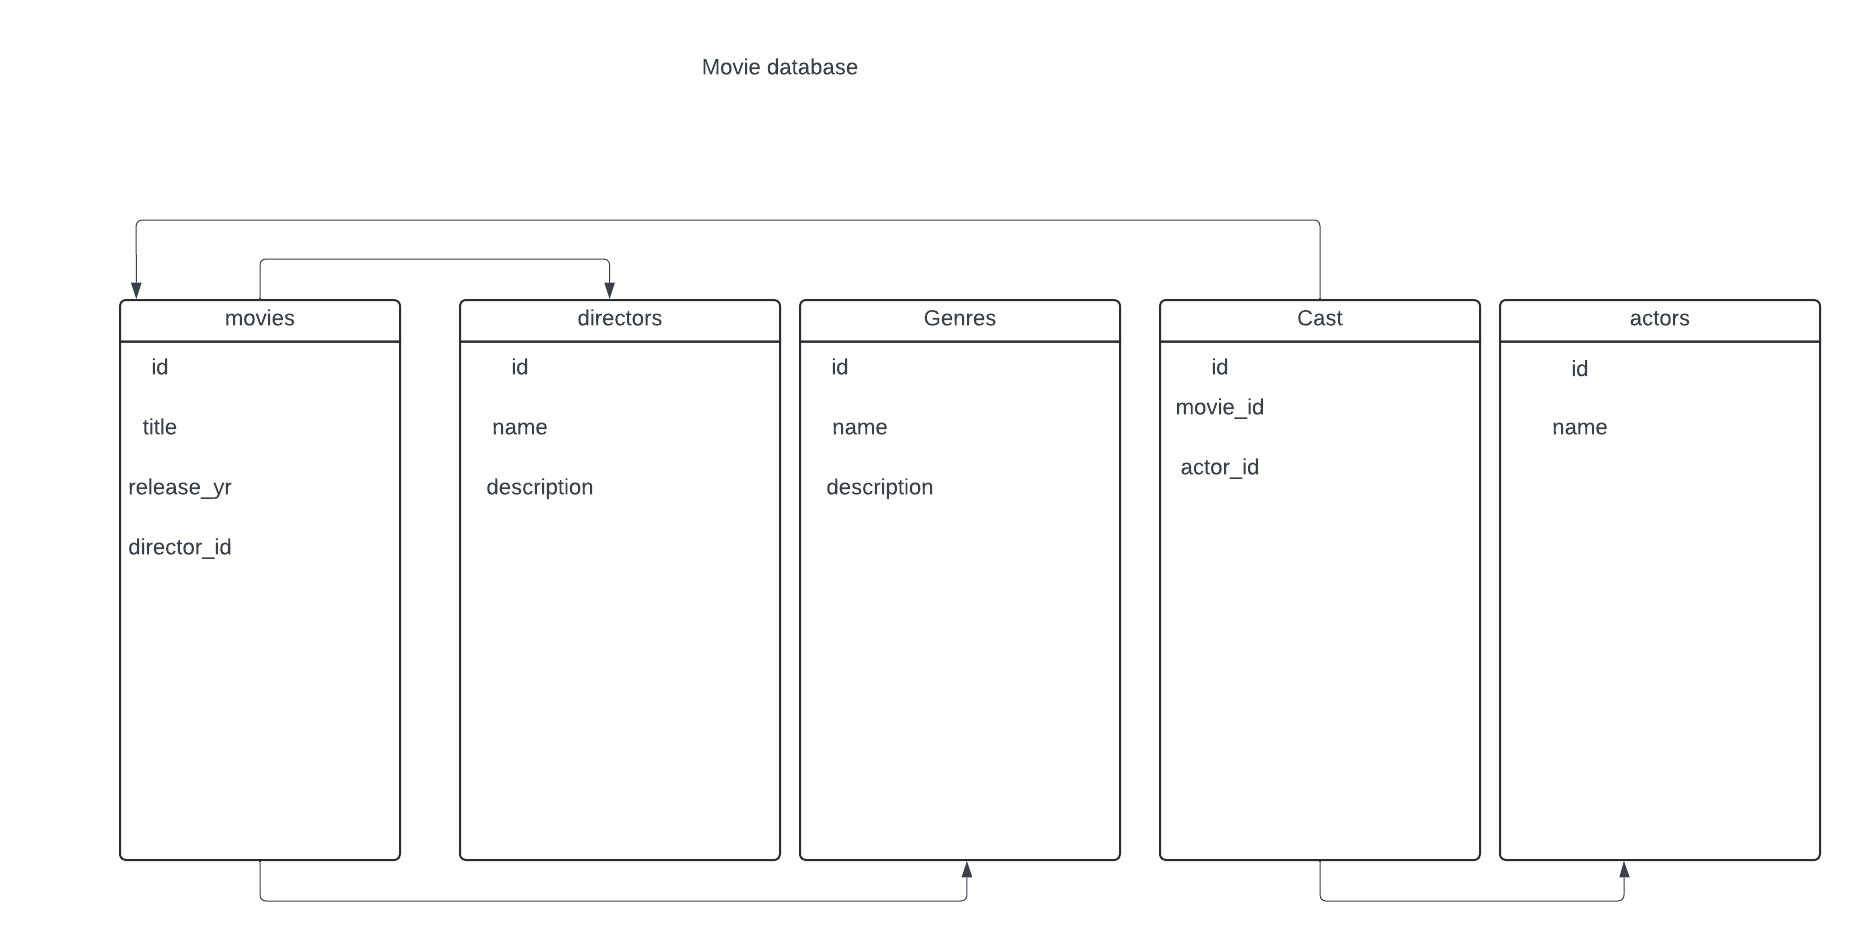 Movie database
movies
id
title
release_yr
director_id
directors
id
name
description
Genres
id
name
description
Cast
id
movie_id
actor_id
actors
id
name